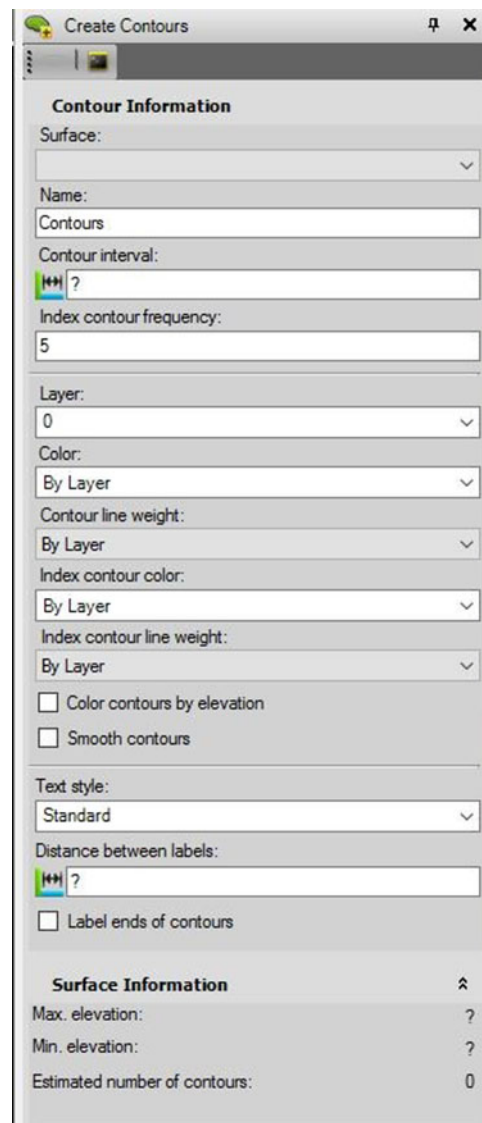 Create Contours
Contour Information
Surface:
Name:
Contours
Contour interval:
?
Index contour frequency:
5
Layer:
0
Color:
By Layer
Contour line weight:
By Layer
Index contour color:
By Layer
Index contour line weight:
By Layer
Color contours by elevation
Smooth contours
Text style:
Standard
Distance between labels:
?
Label ends of contours
Surface Information
Max. elevation: ?
Min. elevation: ?
Estimated number of contours: 0